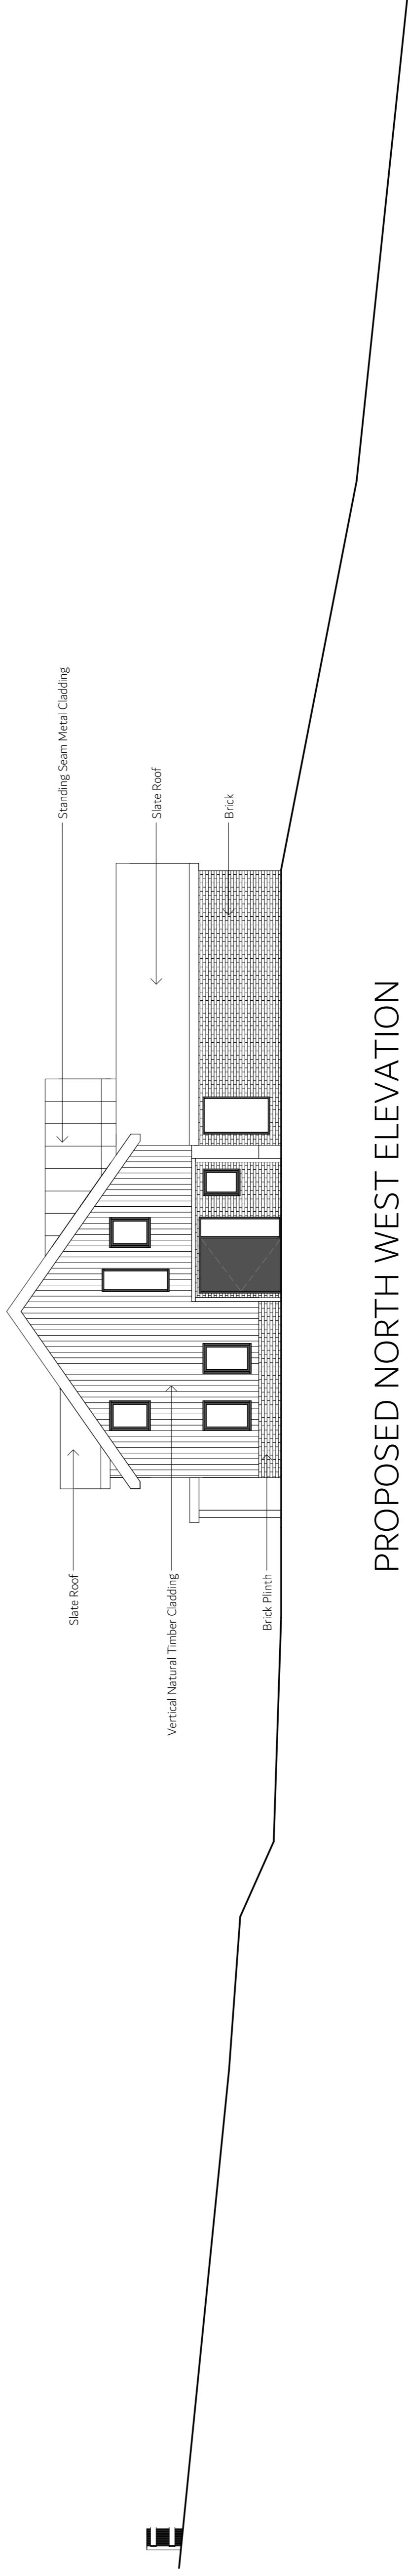 Slate Roof
Vertical Natural Timber Cladding
Brick Plinth
Standing Seam Metal Cladding
Slate Roof
Brick
PROPOSED NORTH WEST ELEVATION